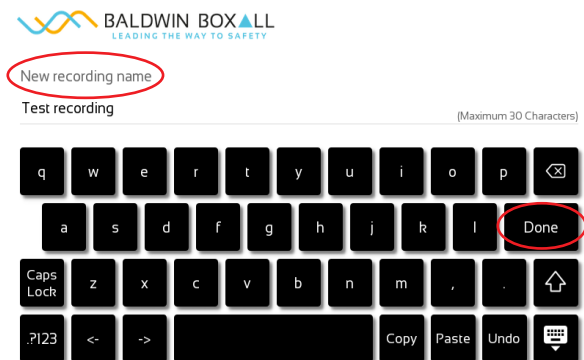 BALDWIN BOXALL
LEADING THE WAY TO SAFETY
New recording name
Test recording
(Maximum 30 Characters)
q w e r t y u i o p
a s d f g h j k l Done
Caps Lock z x c v b n m , .
.?123 <- -> Copy Paste Undo